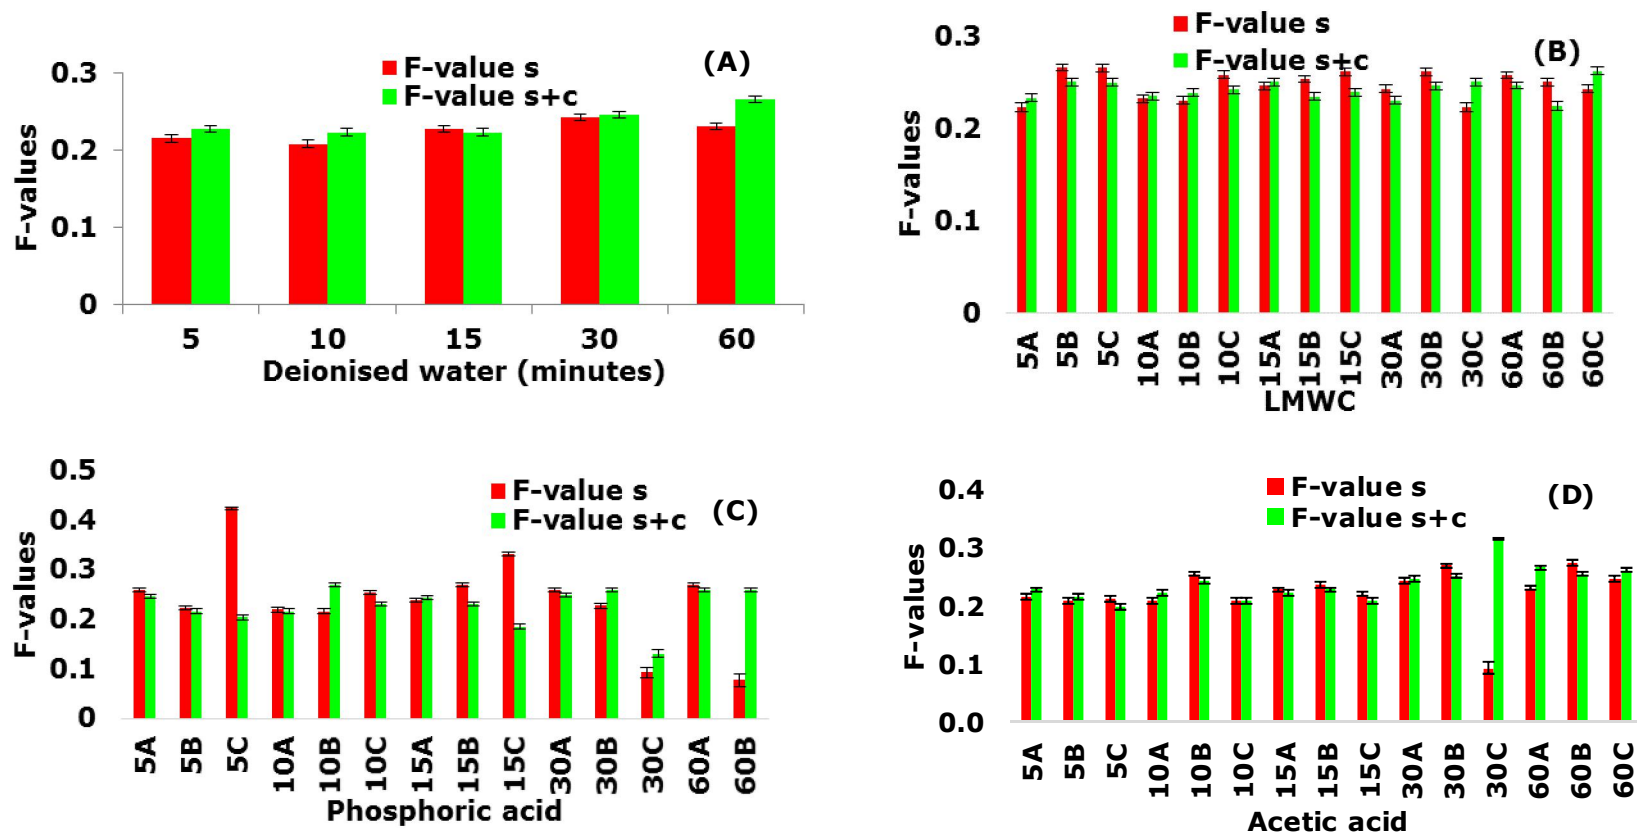 (A)
F-value s
F-value s+c
0.3
0.2
0.1
0
F-values
5 10 15 30 60
Deionised water (minutes)
(B)
F-value s
F-value s+c
0.3
0.2
0.1
0
F-values
5A 5B 5C 10A 10B 10C 15A 15B 15C 30A 30B 30C 60A 60B 60C
LMWC
(C)
F-value s
F-value s+c
0.5
0.4
0.3
0.2
0.1
0
F-values
5A 5B 5C 10A 10B 10C 15A 15B 15C 30A 30B 30C 60A 60B
Phosphoric acid
(D)
F-value s
F-value s+c
0.4
0.3
0.2
0.1
0.0
F-values
5A 5B 5C 10A 10B 10C 15A 15B 15C 30A 30B 30C 60A 60B 60C
Acetic acid